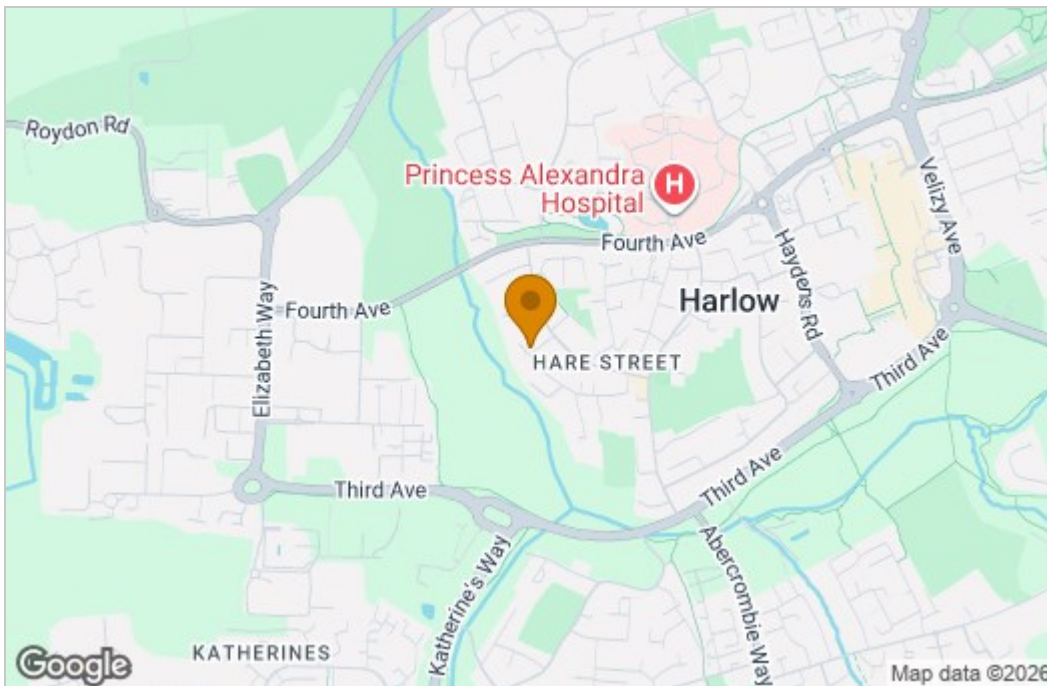 Roydon Rd
Princess Alexandra
Hospital
H
Velizy Ave
Fourth Ave
Haydens Rd
Harlow
Elizabeth Way
Fourth Ave
HARE STREET
Third Ave
Third Ave
Third Ave
Abercrombie Way
Katherine's Way
KATHERINES
Google
Map data ©2026